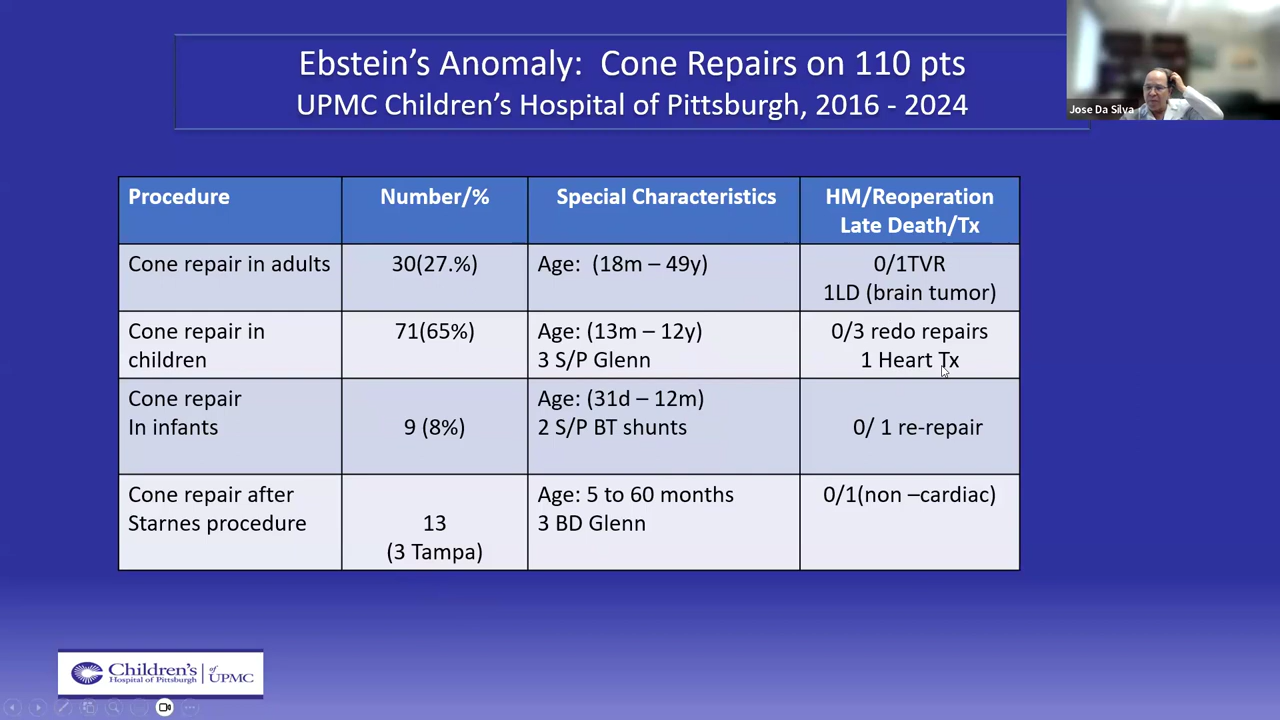 Ebstein's Anomaly: Cone Repairs on 110 pts
UPMC Children's Hospital of Pittsburgh, 2016 - 2024
Jose Da Silva
Procedure
Number/%
Special Characteristics
HM/Reoperation
Late Death/Tx
Cone repair in adults
30(27.%)
Age: (18m – 49y)
0/1TVR
1LD (brain tumor)
Cone repair in
children
71(65%)
Age: (13m – 12y)
3 S/P Glenn
0/3 redo repairs
1 Heart Tx
Cone repair
In infants
9 (8%)
Age: (31d – 12m)
2 S/P BT shunts
0/ 1 re-repair
Cone repair after
Starnes procedure
13
(3 Tampa)
Age: 5 to 60 months
3 BD Glenn
0/1(non –cardiac)
Children's
Hospital of Pittsburgh
of
UPMC